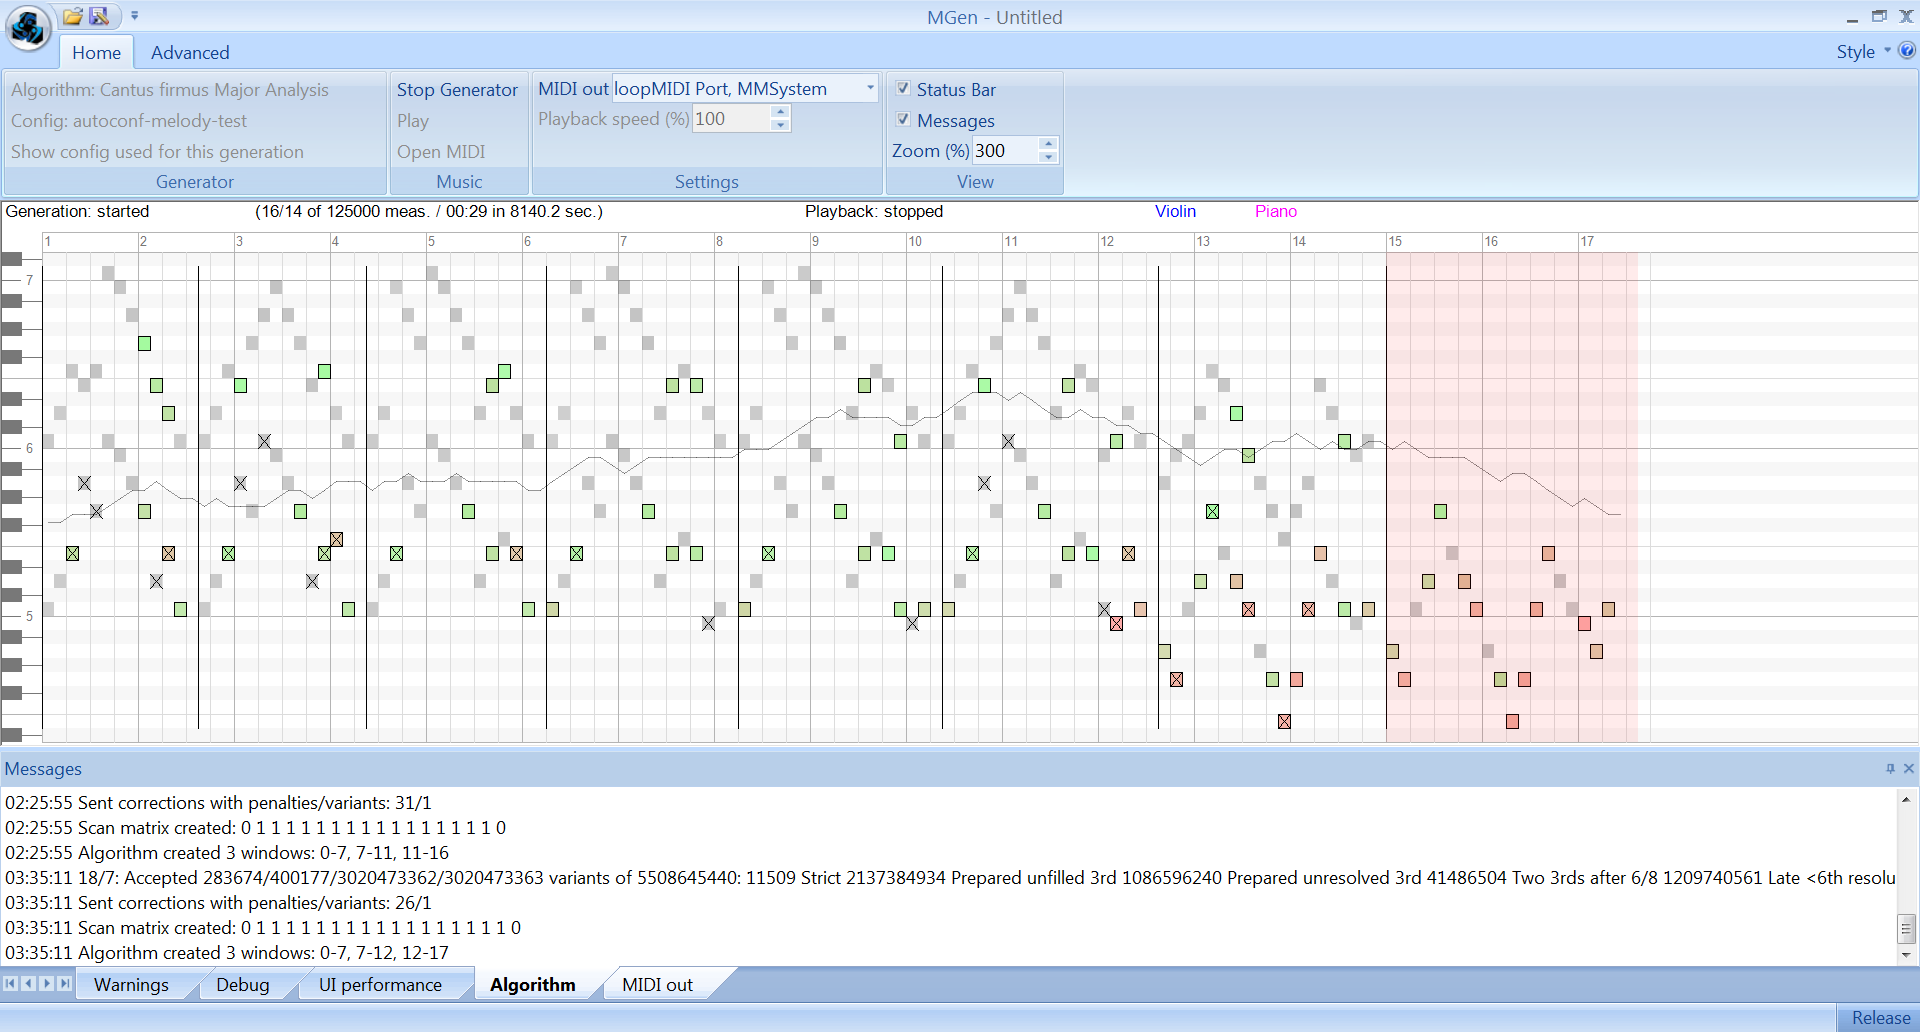 MGen - Untitled
Home Advanced Style
Algorithm: Cantus firmus Major Analysis
Config: autoconf-melody-test
Show config used for this generation
Generator
Stop Generator
Play
Open MIDI
Music
MIDI out loopMIDI Port, MMSystem
Playback speed (%) 100
Settings
Status Bar
Messages
Zoom (%) 300
View
Generation: started (16/14 of 125000 meas. / 00:29 in 8140.2 sec.) Playback: stopped Violin Piano
1 2 3 4 5 6 7 8 9 10 11 12 13 14 15 16 17
7
6
5
Messages
02:25:55 Sent corrections with penalties/variants: 31/1
02:25:55 Scan matrix created: 0 1 1 1 1 1 1 1 1 1 1 1 1 1 1 1 1 0
02:25:55 Algorithm created 3 windows: 0-7, 7-11, 11-16
03:35:11 18/7: Accepted 283674/400177/3020473362/3020473363 variants of 5508645440: 11509 Strict 2137384934 Prepared unfilled 3rd 1086596240 Prepared unresolved 3rd 41486504 Two 3rds after 6/8 1209740561 Late <6th resolu
03:35:11 Sent corrections with penalties/variants: 26/1
03:35:11 Scan matrix created: 0 1 1 1 1 1 1 1 1 1 1 1 1 1 1 1 1 1 0
03:35:11 Algorithm created 3 windows: 0-7, 7-12, 12-17
Warnings Debug UI performance Algorithm MIDI out
Release